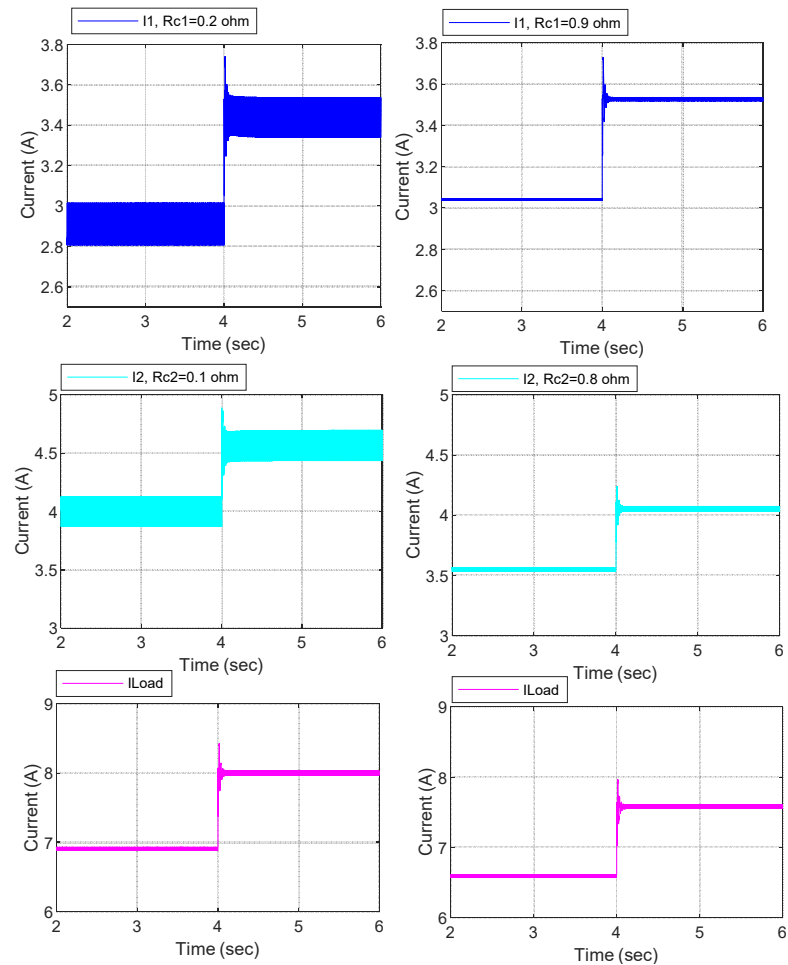 I1, Rc1=0.2 ohm
3.8
3.6
3.4
3.2
3
2.8
2.6
Current (A)
2 3 4 5 6
Time (sec)
I1, Rc1=0.9 ohm
3.8
3.6
3.4
3.2
3
2.8
2.6
Current (A)
2 3 4 5 6
Time (sec)
I2, Rc2=0.1 ohm
5
4.5
4
3.5
3
Current (A)
2 3 4 5 6
Time (sec)
I2, Rc2=0.8 ohm
5
4.5
4
3.5
3
Current (A)
2 3 4 5 6
Time (sec)
ILoad
9
8
7
6
Current (A)
2 3 4 5 6
Time (sec)
ILoad
9
8
7
6
Current (A)
2 3 4 5 6
Time (sec)